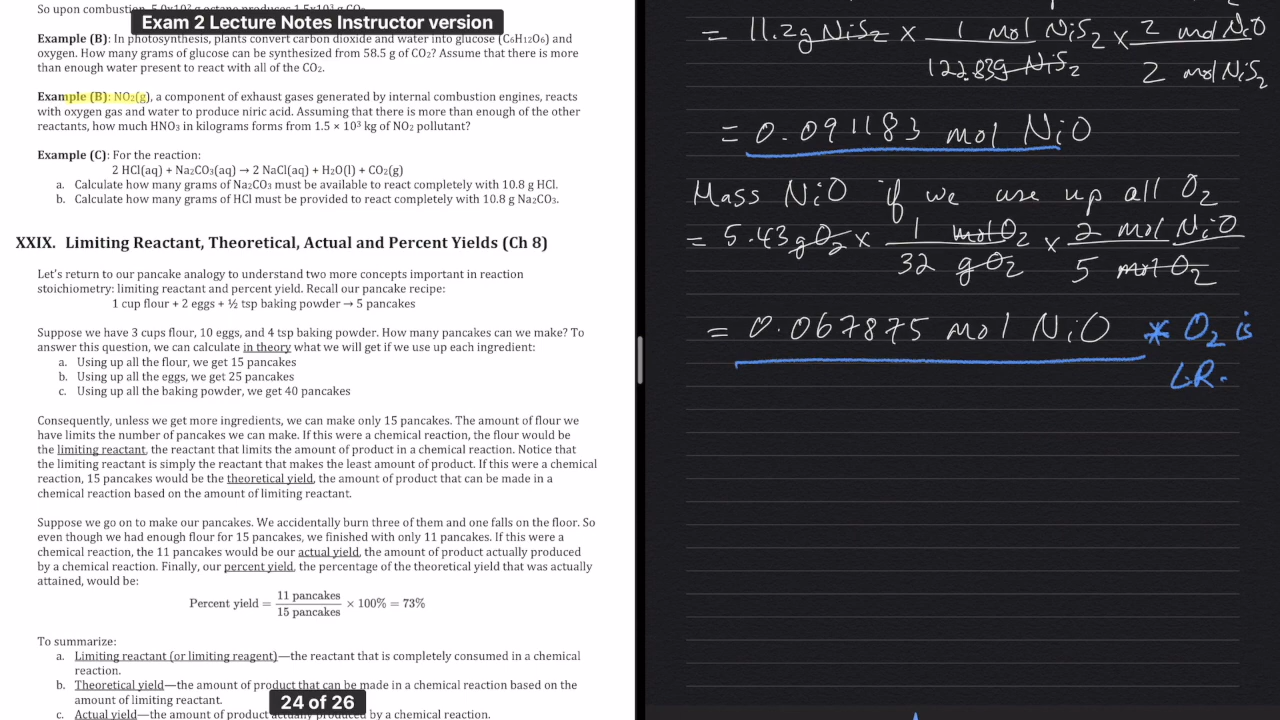 So upon combustion, 5.0x10² g octane produces 1.5x10³ g CO₂
Exam 2 Lecture Notes Instructor version
Example (B): In photosynthesis, plants convert carbon dioxide and water into glucose (C₆H₁₂O₆) and
oxygen. How many grams of glucose can be synthesized from 58.5 g of CO₂? Assume that there is more
than enough water present to react with all of the CO₂.
Example (B): NO₂(g), a component of exhaust gases generated by internal combustion engines, reacts
with oxygen gas and water to produce niric acid. Assuming that there is more than enough of the other
reactants, how much HNO₃ in kilograms forms from 1.5 × 10³ kg of NO₂ pollutant?
Example (C): For the reaction:
2 HCl(aq) + Na₂CO₃(aq) → 2 NaCl(aq) + H₂O(l) + CO₂(g)
a. Calculate how many grams of Na₂CO₃ must be available to react completely with 10.8 g HCl.
b. Calculate how many grams of HCl must be provided to react completely with 10.8 g Na₂CO₃.
XXIX. Limiting Reactant, Theoretical, Actual and Percent Yields (Ch 8)
Let's return to our pancake analogy to understand two more concepts important in reaction
stoichiometry: limiting reactant and percent yield. Recall our pancake recipe:
1 cup flour + 2 eggs + ½ tsp baking powder → 5 pancakes
Suppose we have 3 cups flour, 10 eggs, and 4 tsp baking powder. How many pancakes can we make? To
answer this question, we can calculate in theory what we will get if we use up each ingredient:
a. Using up all the flour, we get 15 pancakes
b. Using up all the eggs, we get 25 pancakes
c. Using up all the baking powder, we get 40 pancakes
Consequently, unless we get more ingredients, we can make only 15 pancakes. The amount of flour we
have limits the number of pancakes we can make. If this were a chemical reaction, the flour would be
the limiting reactant, the reactant that limits the amount of product in a chemical reaction. Notice that
the limiting reactant is simply the reactant that makes the least amount of product. If this were a chemical
reaction, 15 pancakes would be the theoretical yield, the amount of product that can be made in a
chemical reaction based on the amount of limiting reactant.
Suppose we go on to make our pancakes. We accidentally burn three of them and one falls on the floor. So
even though we had enough flour for 15 pancakes, we finished with only 11 pancakes. If this were a
chemical reaction, the 11 pancakes would be our actual yield, the amount of product actually produced
by a chemical reaction. Finally, our percent yield, the percentage of the theoretical yield that was actually
attained, would be:
Percent yield = 11 pancakes / 15 pancakes × 100% = 73%
To summarize:
a. Limiting reactant (or limiting reagent)—the reactant that is completely consumed in a chemical
reaction.
b. Theoretical yield—the amount of product that can be made in a chemical reaction based on the
amount of limiting reactant.
c. Actual yield—the amount of product actually produced by a chemical reaction.
24 of 26
= 11.2g NiS₂ × 1 mol NiS₂ / 122.83g NiS₂ × 2 mol NiO / 2 mol NiS₂
= 0.091183 mol NiO
Mass NiO if we use up all O₂
= 5.43g O₂ × 1 mol O₂ / 32 g O₂ × 2 mol NiO / 5 mol O₂
= 0.067875 mol NiO * O₂ is
L.R.